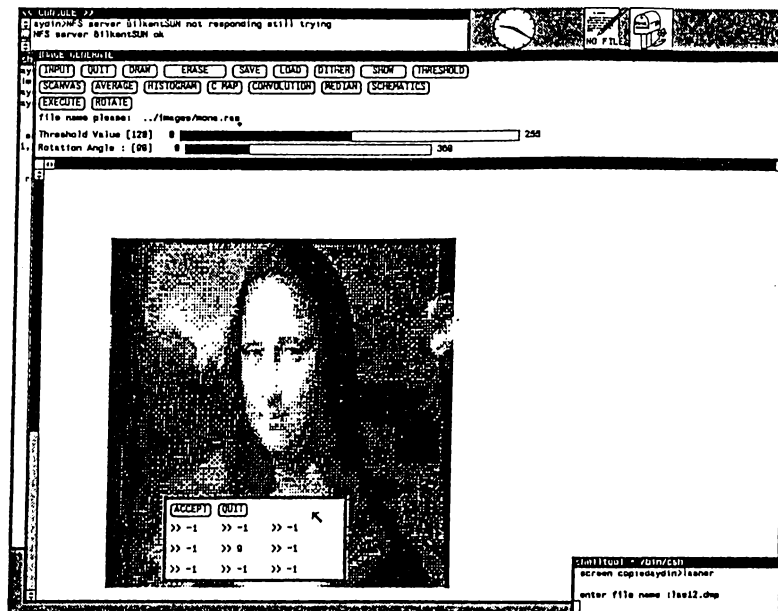 << CONSOLE >>
aydin>NFS server BilkentSUN not responding still trying
NFS server BilkentSUN ok
NO FILE
IMAGE GENERATE
INPUT QUIT DRAW ERASE SAVE LOAD DITHER SHOW THRESHOLD
SCANVAS AVERAGE HISTOGRAM C MAP CONVOLUTION MEDIAN SCHEMATICS
EXECUTE ROTATE
file name please: ../images/mona.ras
Threshold Value [128] 0 255
Rotation Angle : [90] 0 360
ACCEPT QUIT
>> -1 >> -1 >> -1
>> -1 >> 9 >> -1
>> -1 >> -1 >> -1
shelltool - /bin/csh
screen copiedaydin>lasner
enter file name :lse12.dmp